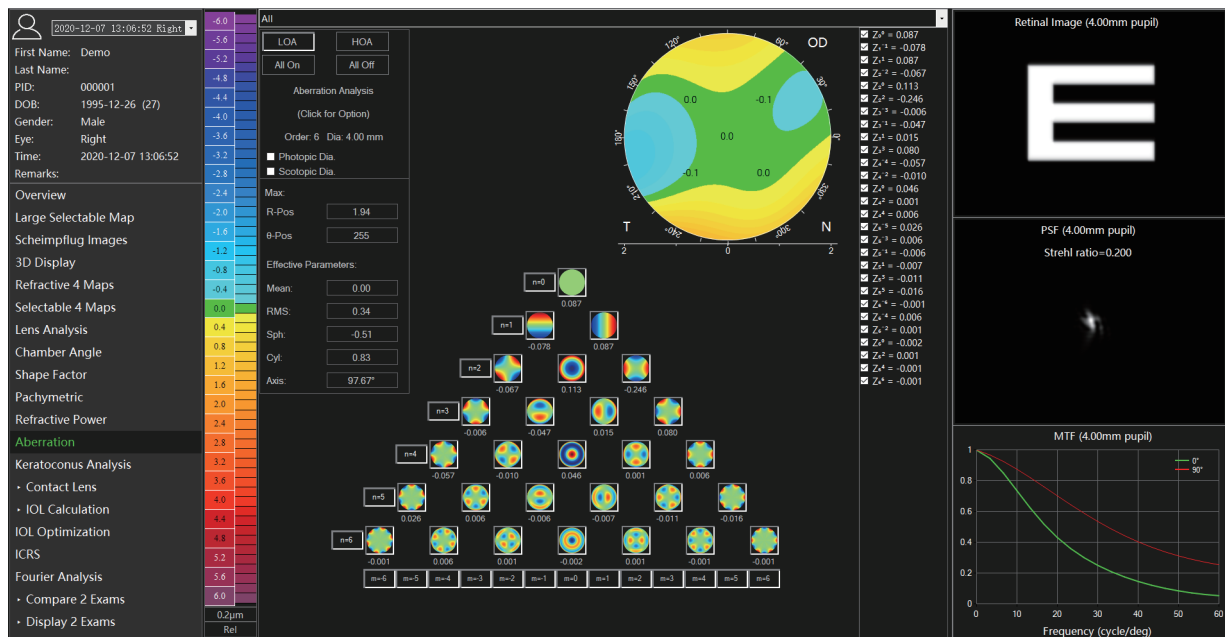 2020-12-07 13:06:52 Right
First Name: Demo
Last Name:
PID: 000001
DOB: 1995-12-26 (27)
Gender: Male
Eye: Right
Time: 2020-12-07 13:06:52
Remarks:
Overview
Large Selectable Map
Scheimpflug Images
3D Display
Refractive 4 Maps
Selectable 4 Maps
Lens Analysis
Chamber Angle
Shape Factor
Pachymetric
Refractive Power
Aberration
Keratoconus Analysis
‣ Contact Lens
‣ IOL Calculation
IOL Optimization
ICRS
Fourier Analysis
‣ Compare 2 Exams
‣ Display 2 Exams
-6.0
-5.6
-5.2
-4.8
-4.4
-4.0
-3.6
-3.2
-2.8
-2.4
-2.0
-1.6
-1.2
-0.8
-0.4
0.0
0.4
0.8
1.2
1.6
2.0
2.4
2.8
3.2
3.6
4.0
4.4
4.8
5.2
5.6
6.0
0.2μm
Rel
All
LOA HOA
All On All Off
Aberration Analysis
(Click for Option)
Order: 6 Dia: 4.00 mm
Photopic Dia.
Scotopic Dia.
Max:
R-Pos 1.94
θ-Pos 255
Effective Parameters:
Mean: 0.00
RMS: 0.34
Sph: -0.51
Cyl: 0.83
Axis: 97.67°
OD
120° 60°
150° 30°
180° 0°
210° 330°
240° 300°
0.0 -0.1
0.0
-0.1 0.0
T N
2 0 2
n=0
0.087
n=1
-0.078 0.087
n=2
-0.067 0.113 -0.246
n=3
-0.006 -0.047 0.015 0.080
n=4
-0.057 -0.010 0.046 0.001 0.006
n=5
0.026 0.006 -0.006 -0.007 -0.011 -0.016
n=6
-0.001 0.006 0.001 -0.002 0.001 -0.001 -0.001
m=-6 m=-5 m=-4 m=-3 m=-2 m=-1 m=0 m=1 m=2 m=3 m=4 m=5 m=6
Z₀⁰ = 0.087
Z₁⁻¹ = -0.078
Z₁¹ = 0.087
Z₂⁻² = -0.067
Z₂⁰ = 0.113
Z₂² = -0.246
Z₃⁻³ = -0.006
Z₃⁻¹ = -0.047
Z₃¹ = 0.015
Z₃³ = 0.080
Z₄⁻⁴ = -0.057
Z₄⁻² = -0.010
Z₄⁰ = 0.046
Z₄² = 0.001
Z₄⁴ = 0.006
Z₅⁻⁵ = 0.026
Z₅⁻³ = 0.006
Z₅⁻¹ = -0.006
Z₅¹ = -0.007
Z₅³ = -0.011
Z₅⁵ = -0.016
Z₆⁻⁶ = -0.001
Z₆⁻⁴ = 0.006
Z₆⁻² = 0.001
Z₆⁰ = -0.002
Z₆² = 0.001
Z₆⁴ = -0.001
Z₆⁶ = -0.001
Retinal Image (4.00mm pupil)
E
PSF (4.00mm pupil)
Strehl ratio=0.200
MTF (4.00mm pupil)
0°
90°
1
0.8
0.6
0.4
0.2
0
0 10 20 30 40 50 60
Frequency (cycle/deg)